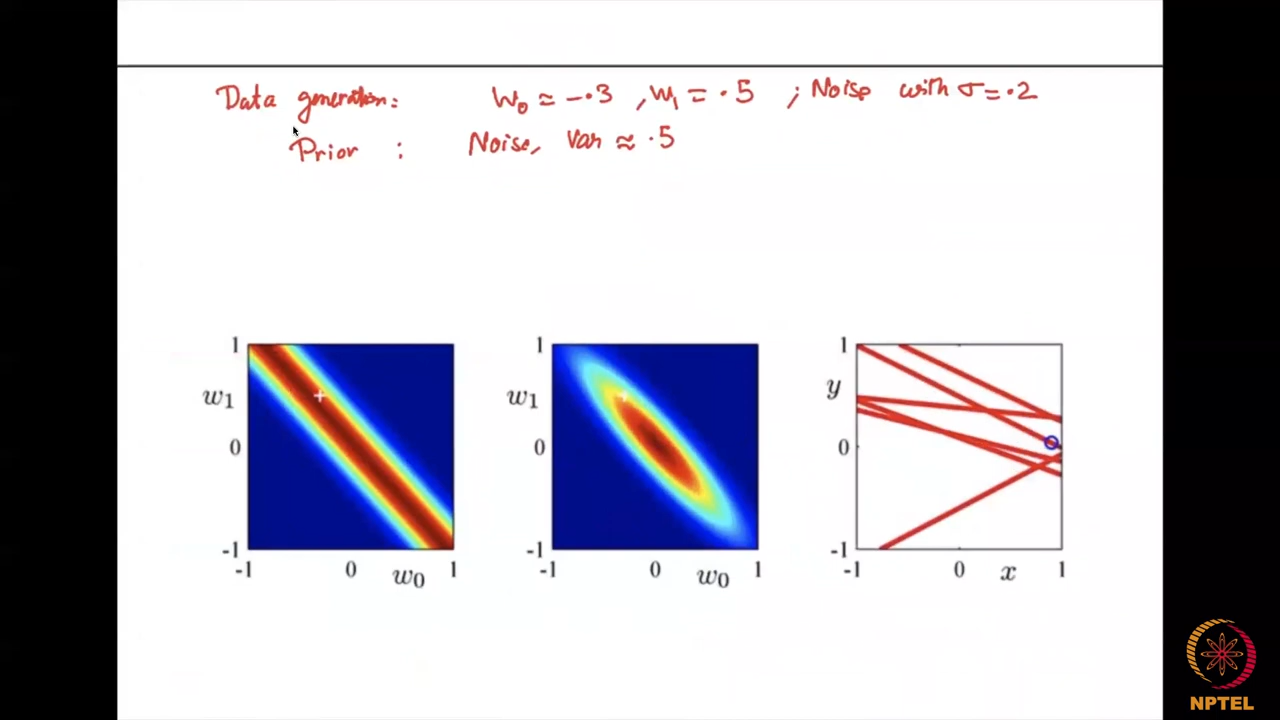 Data generation: W₀ = -.3 , W₁ = .5 ; Noise with σ = .2
Prior : Noise, Var ≈ .5
1 1 1
w₁ w₁ y
0 0 0
-1 -1 -1
-1 0 w₀ 1 -1 0 w₀ 1 -1 0 x 1
NPTEL